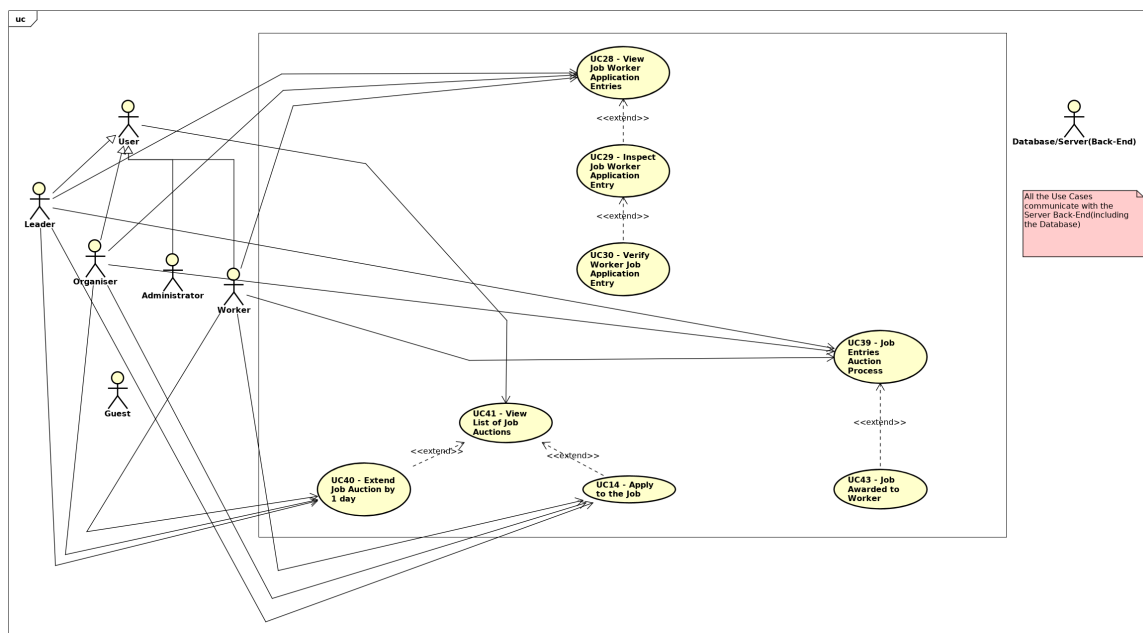 uc
UC28 - View
Job Worker
Application
Entries
User
<<extend>>
Database/Server(Back-End)
UC29 - Inspect
Job Worker
Application
Entry
All the Use Cases
communicate with the
Server Back-End(including
the Database)
Leader
<<extend>>
UC30 - Verify
Worker Job
Application
Entry
Organiser
Administrator
Worker
UC39 - Job
Entries
Auction
Process
Guest
UC41 - View
List of Job
Auctions
<<extend>>
<<extend>>
<<extend>>
UC40 - Extend
Job Auction by
1 day
UC14 - Apply
to the Job
UC43 - Job
Awarded to
Worker